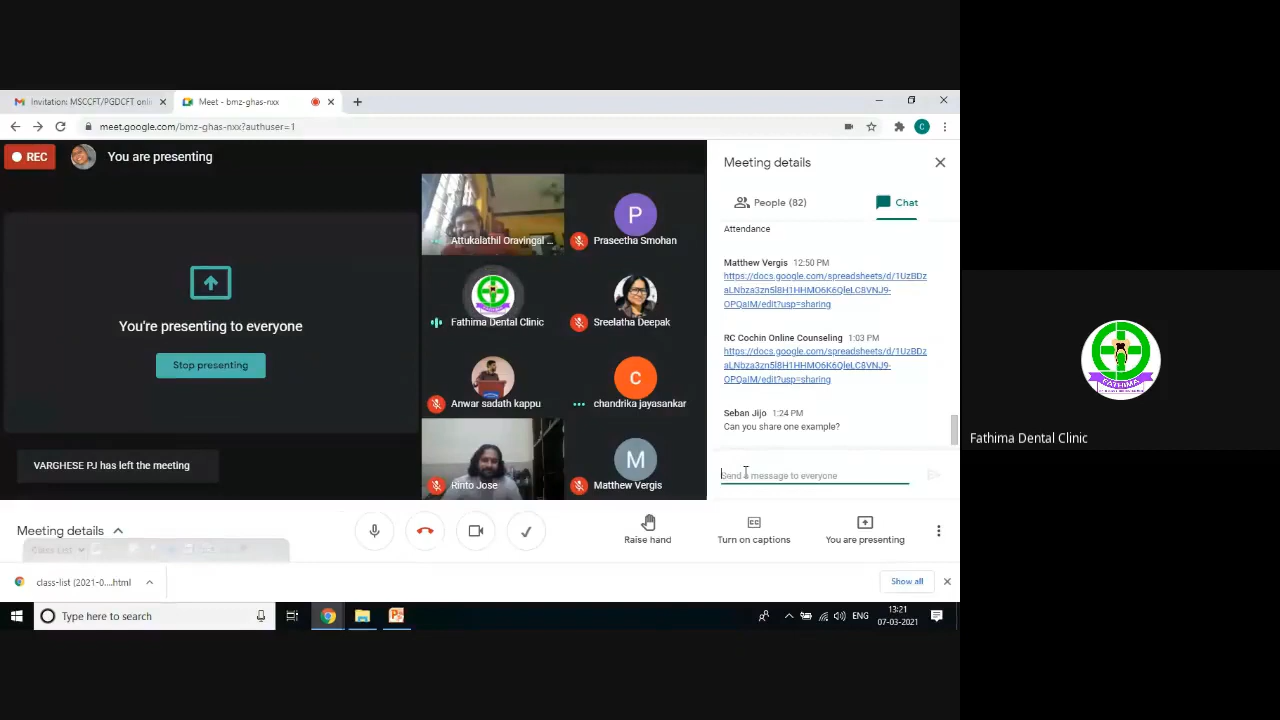 Invitation: MSCCFT/PGDCFT onli
Meet - bmz-ghas-nxx
meet.google.com/bmz-ghas-nxx?authuser=1
C
REC
You are presenting
Meeting details
People (82)
Chat
Attendance
Matthew Vergis 12:50 PM
https://docs.google.com/spreadsheets/d/1UzBDz
aLNbza3zn5l8H1HHMO6K6QleLC8VNJ9-
OPQaIM/edit?usp=sharing
RC Cochin Online Counseling 1:03 PM
https://docs.google.com/spreadsheets/d/1UzBDz
aLNbza3zn5l8H1HHMO6K6QleLC8VNJ9-
OPQaIM/edit?usp=sharing
Seban Jijo 1:24 PM
Can you share one example?
Send a message to everyone
You're presenting to everyone
Stop presenting
VARGHESE PJ has left the meeting
Attukalathil Oravingal ...
P
Praseetha Smohan
Fathima Dental Clinic
Sreelatha Deepak
Anwar sadath kappu
C
chandrika jayasankar
Rinto Jose
M
Matthew Vergis
Meeting details
Class List
Raise hand
Turn on captions
You are presenting
class-list (2021-0....html
Show all
Type here to search
ENG
13:21
07-03-2021
FATHIMA
Fathima Dental Clinic